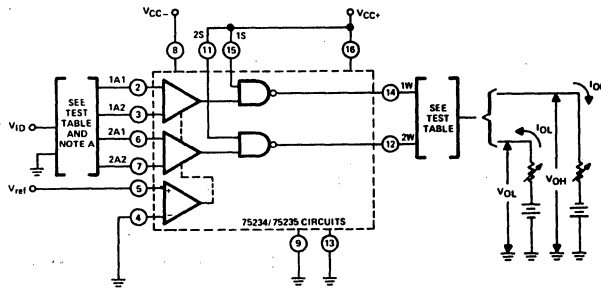 VCC–
VCC+
2S
1S
8
11
15
16
VID
SEE
TEST
TABLE
AND
NOTE A
1A1
2
1A2
3
2A1
6
2A2
7
Vref
5
4
+
–
14
1W
12
2W
75234/75235 CIRCUITS
9
13
SEE
TEST
TABLE
IOL
VOL
VOH